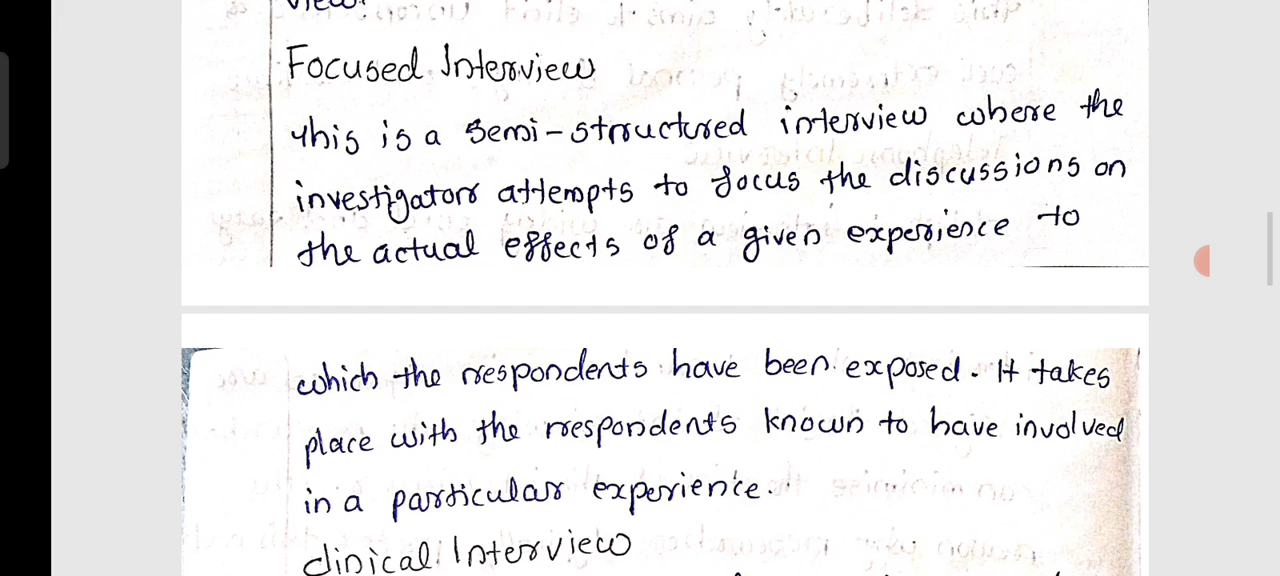 view.
Focused Interview
This is a semi-structured interview where the
investigator attempts to focus the discussions on
the actual effects of a given experience to
which the respondents have been exposed. It takes
place with the respondents known to have involved
in a particular experience.
Clinical Interview